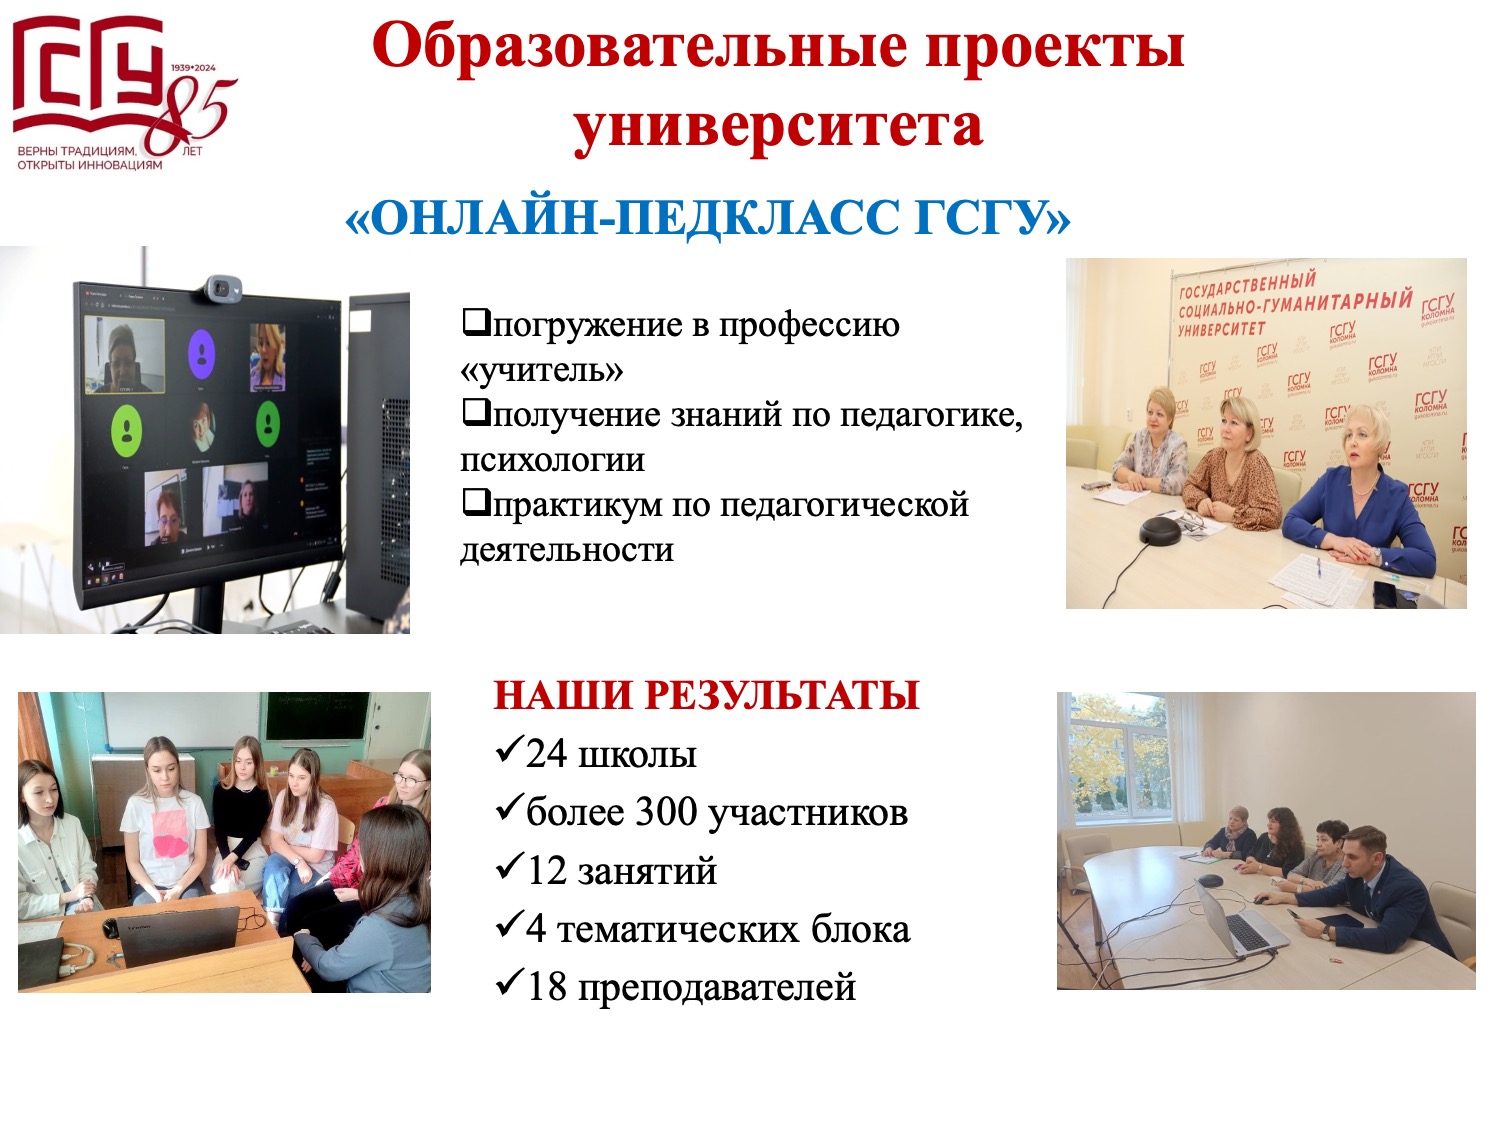 ГСГУ
1939•2024
85
ЛЕТ
ВЕРНЫ ТРАДИЦИЯМ,
ОТКРЫТЫ ИННОВАЦИЯМ
Образовательные проекты
университета
«ОНЛАЙН-ПЕДКЛАСС ГСГУ»
погружение в профессию
«учитель»
получение знаний по педагогике,
психологии
практикум по педагогической
деятельности
ГОСУДАРСТВЕННЫЙ
СОЦИАЛЬНО-ГУМАНИТАРНЫЙ
УНИВЕРСИТЕТ
ГСГУ
КОЛОМНА
НАШИ РЕЗУЛЬТАТЫ
24 школы
более 300 участников
12 занятий
4 тематических блока
18 преподавателей